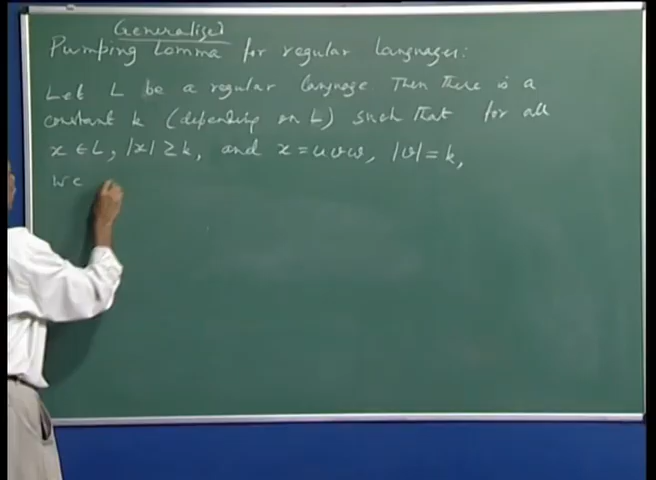 Generalised
Pumping Lemma for regular languages:
Let L be a regular language Then there is a
constant k (depending on L) such that for all
x ∈ L, |x| ≥ k, and x = uvw, |v| = k,
we